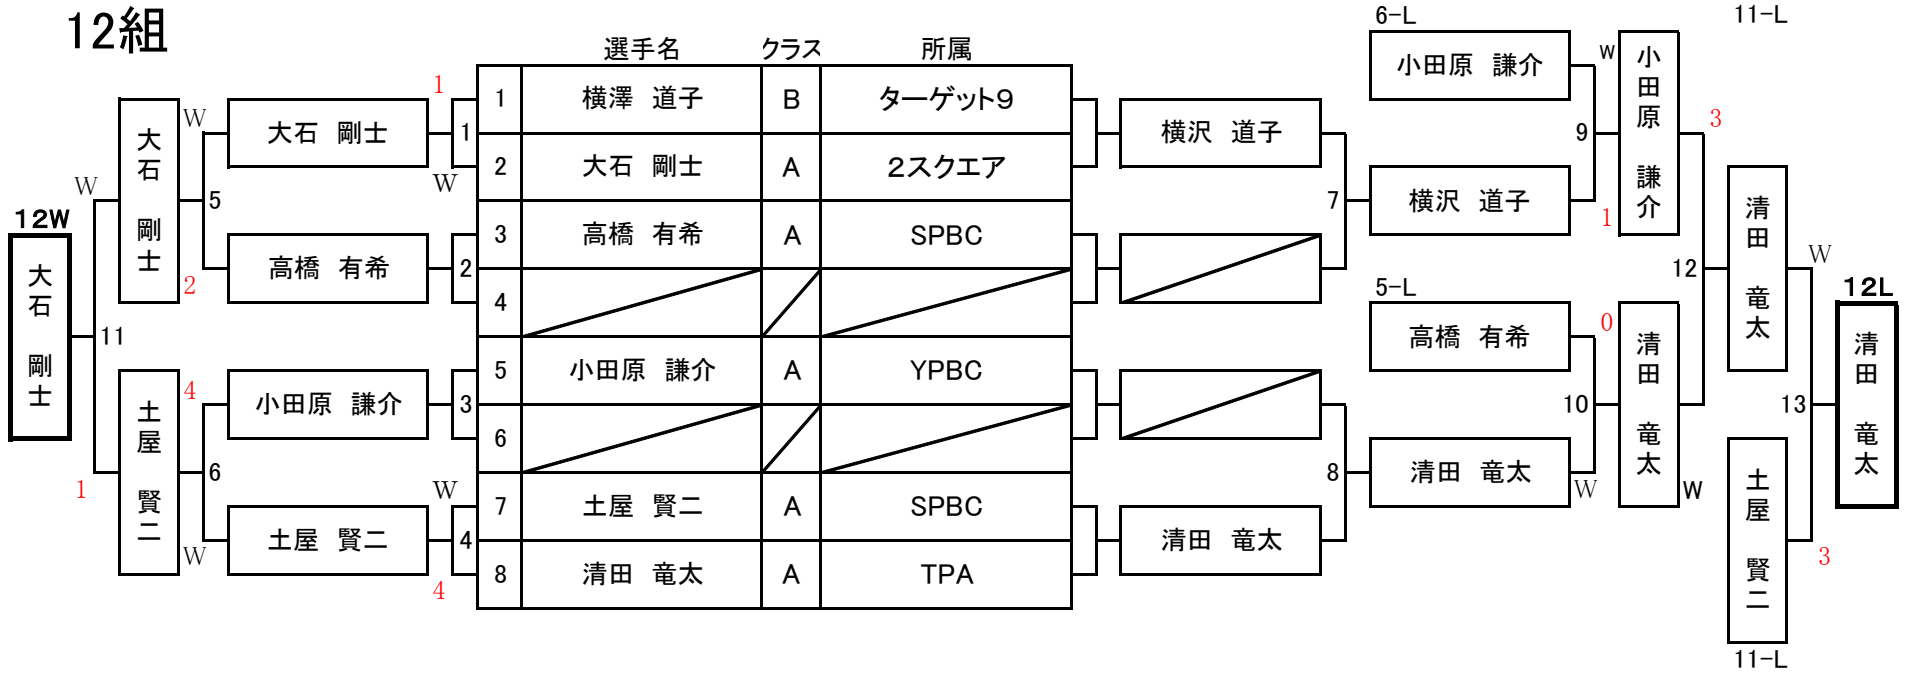 12組
6-L
11-L
選手名 クラス 所属
1 横澤 道子 B ターゲット9
2 大石 剛士 A 2スクエア
3 高橋 有希 A SPBC
4
5 小田原 謙介 A YPBC
6
7 土屋 賢二 A SPBC
8 清田 竜太 A TPA
1
1
W
大石 剛士
W
5
2
高橋 有希
2
大石 剛士
W
12W
大石 剛士
11
1
4
小田原 謙介
3
土屋 賢二
6
W
土屋 賢二
W
4
4
横沢 道子
7
清田 竜太
8
小田原 謙介
W
9
横沢 道子
1
小田原 謙介
3
5-L
高橋 有希
0
10
清田 竜太
W
清田 竜太
W
12
清田 竜太
W
13
土屋 賢二
3
11-L
12L
清田 竜太